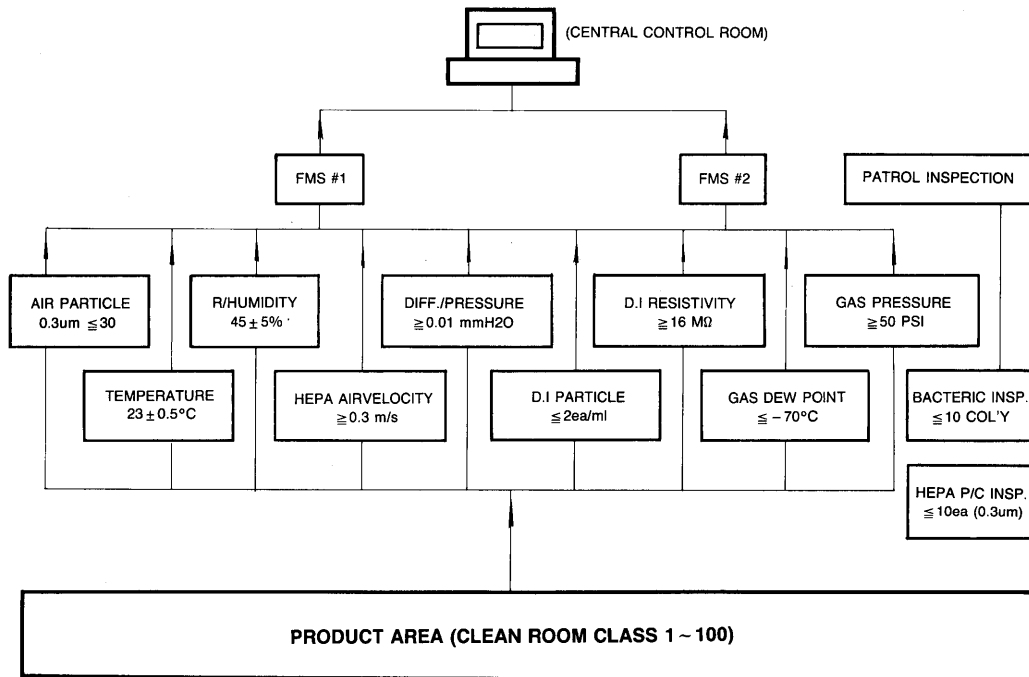 (CENTRAL CONTROL ROOM)
FMS #1
FMS #2
PATROL INSPECTION
AIR PARTICLE
0.3um ≦30
R/HUMIDITY
45±5%
DIFF./PRESSURE
≧0.01 mmH2O
D.I RESISTIVITY
≧16 MΩ
GAS PRESSURE
≧50 PSI
TEMPERATURE
23±0.5°C
HEPA AIRVELOCITY
≧0.3 m/s
D.I PARTICLE
≦2ea/ml
GAS DEW POINT
≦-70°C
BACTERIC INSP.
≦10 COL'Y
HEPA P/C INSP.
≦10ea (0.3um)
PRODUCT AREA (CLEAN ROOM CLASS 1~100)